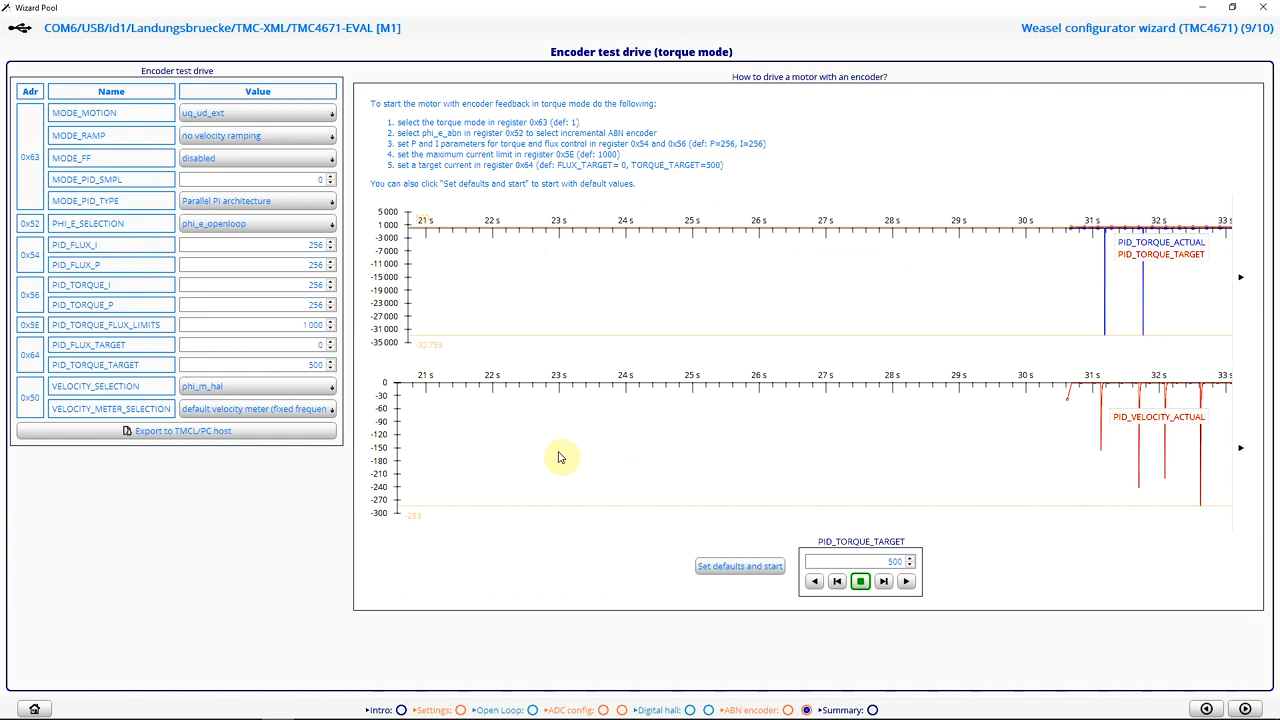 Wizard Pool
COM6/USB/id1/Landungsbruecke/TMC-XML/TMC4671-EVAL [M1]
Weasel configurator wizard (TMC4671) (9/10)
Encoder test drive (torque mode)
Encoder test drive
Adr Name Value
0x63
MODE_MOTION uq_ud_ext
MODE_RAMP no velocity ramping
MODE_FF disabled
MODE_PID_SMPL 0
MODE_PID_TYPE Parallel PI architecture
0x52 PHI_E_SELECTION phi_e_openloop
0x54
PID_FLUX_I 256
PID_FLUX_P 256
0x56
PID_TORQUE_I 256
PID_TORQUE_P 256
0x5E PID_TORQUE_FLUX_LIMITS 1 000
0x64
PID_FLUX_TARGET 0
PID_TORQUE_TARGET 500
0x50
VELOCITY_SELECTION phi_m_hal
VELOCITY_METER_SELECTION default velocity meter (fixed frequen
Export to TMCL/PC host
How to drive a motor with an encoder?
To start the motor with encoder feedback in torque mode do the following:
1. select the torque mode in register 0x63 (def: 1)
2. select phi_e_abn in register 0x52 to select incremental ABN encoder
3. set P and I parameters for torque and flux control in register 0x54 and 0x56 (def: P=256, I=256)
4. set the maximum current limit in register 0x5E (def: 1000)
5. set a target current in register 0x64 (def: FLUX_TARGET= 0, TORQUE_TARGET=500)
You can also click "Set defaults and start" to start with default values.
5 000
1 000
-3 000
-7 000
-11 000
-15 000
-19 000
-23 000
-27 000
-31 000
-35 000
21 s 22 s 23 s 24 s 25 s 26 s 27 s 28 s 29 s 30 s 31 s 32 s 33 s
PID_TORQUE_ACTUAL
PID_TORQUE_TARGET
-32 759
0
-30
-60
-90
-120
-150
-180
-210
-240
-270
-300
21 s 22 s 23 s 24 s 25 s 26 s 27 s 28 s 29 s 30 s 31 s 32 s 33 s
PID_VELOCITY_ACTUAL
-283
Set defaults and start
PID_TORQUE_TARGET
500
Intro: Settings: Open Loop: ADC config: Digital hall: ABN encoder: Summary: